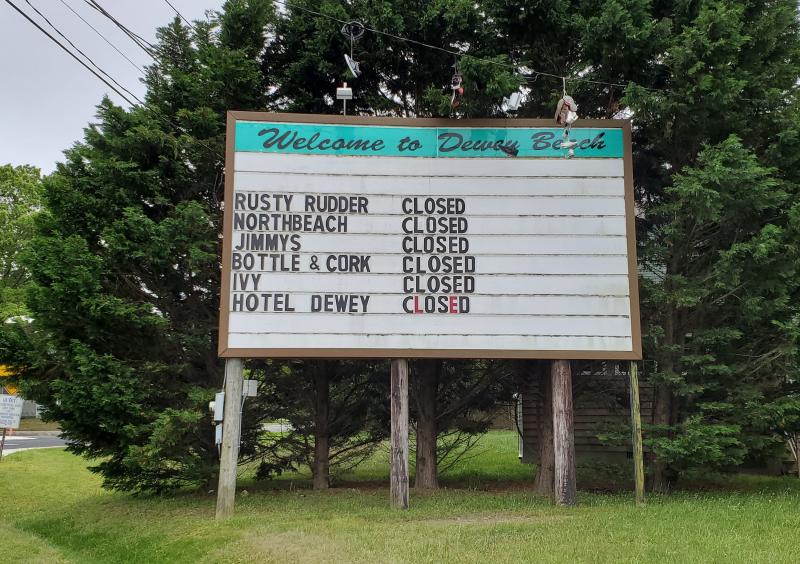 Welcome to Dewey Beach
RUSTY RUDDER CLOSED
NORTHBEACH CLOSED
JIMMYS CLOSED
BOTTLE & CORK CLOSED
IVY CLOSED
HOTEL DEWEY CLOSED